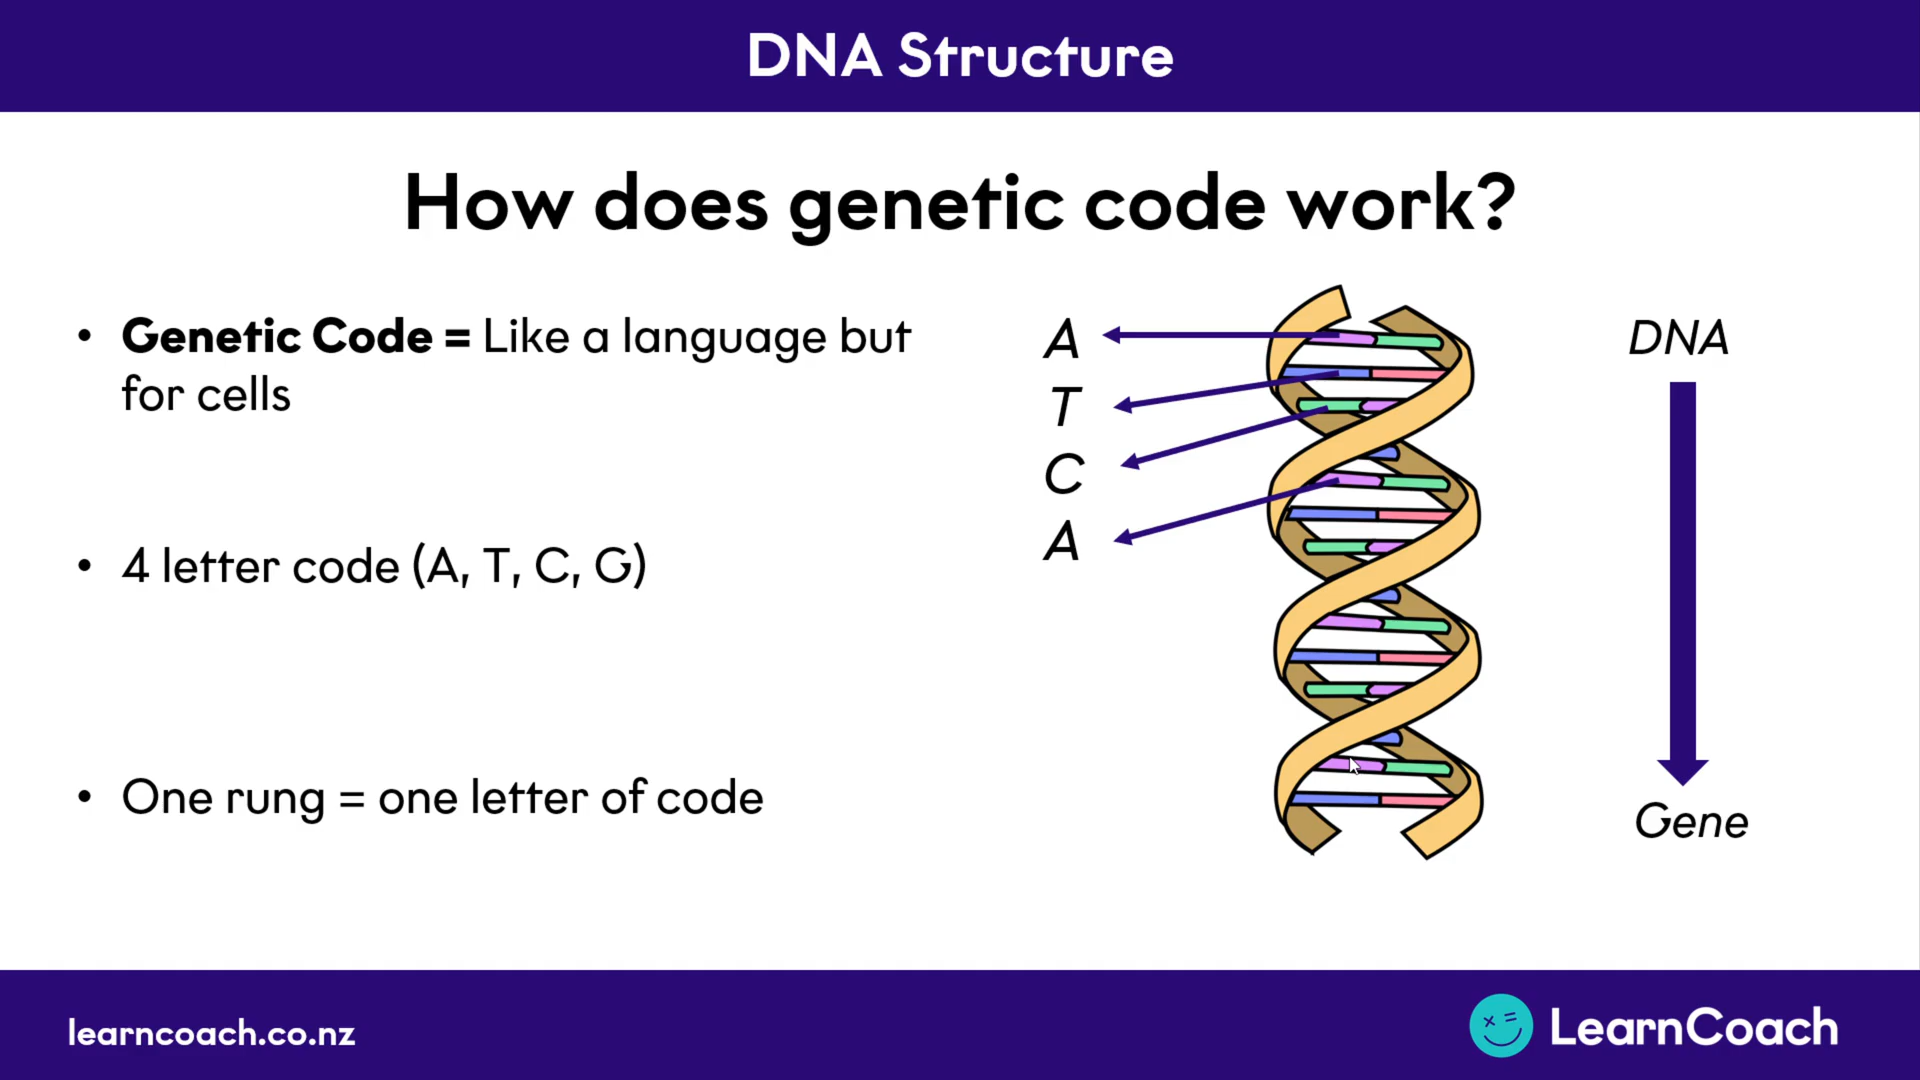 DNA Structure
How does genetic code work?
• Genetic Code = Like a language but
for cells
• 4 letter code (A, T, C, G)
• One rung = one letter of code
A
T
C
A
DNA
Gene
learncoach.co.nz
LearnCoach